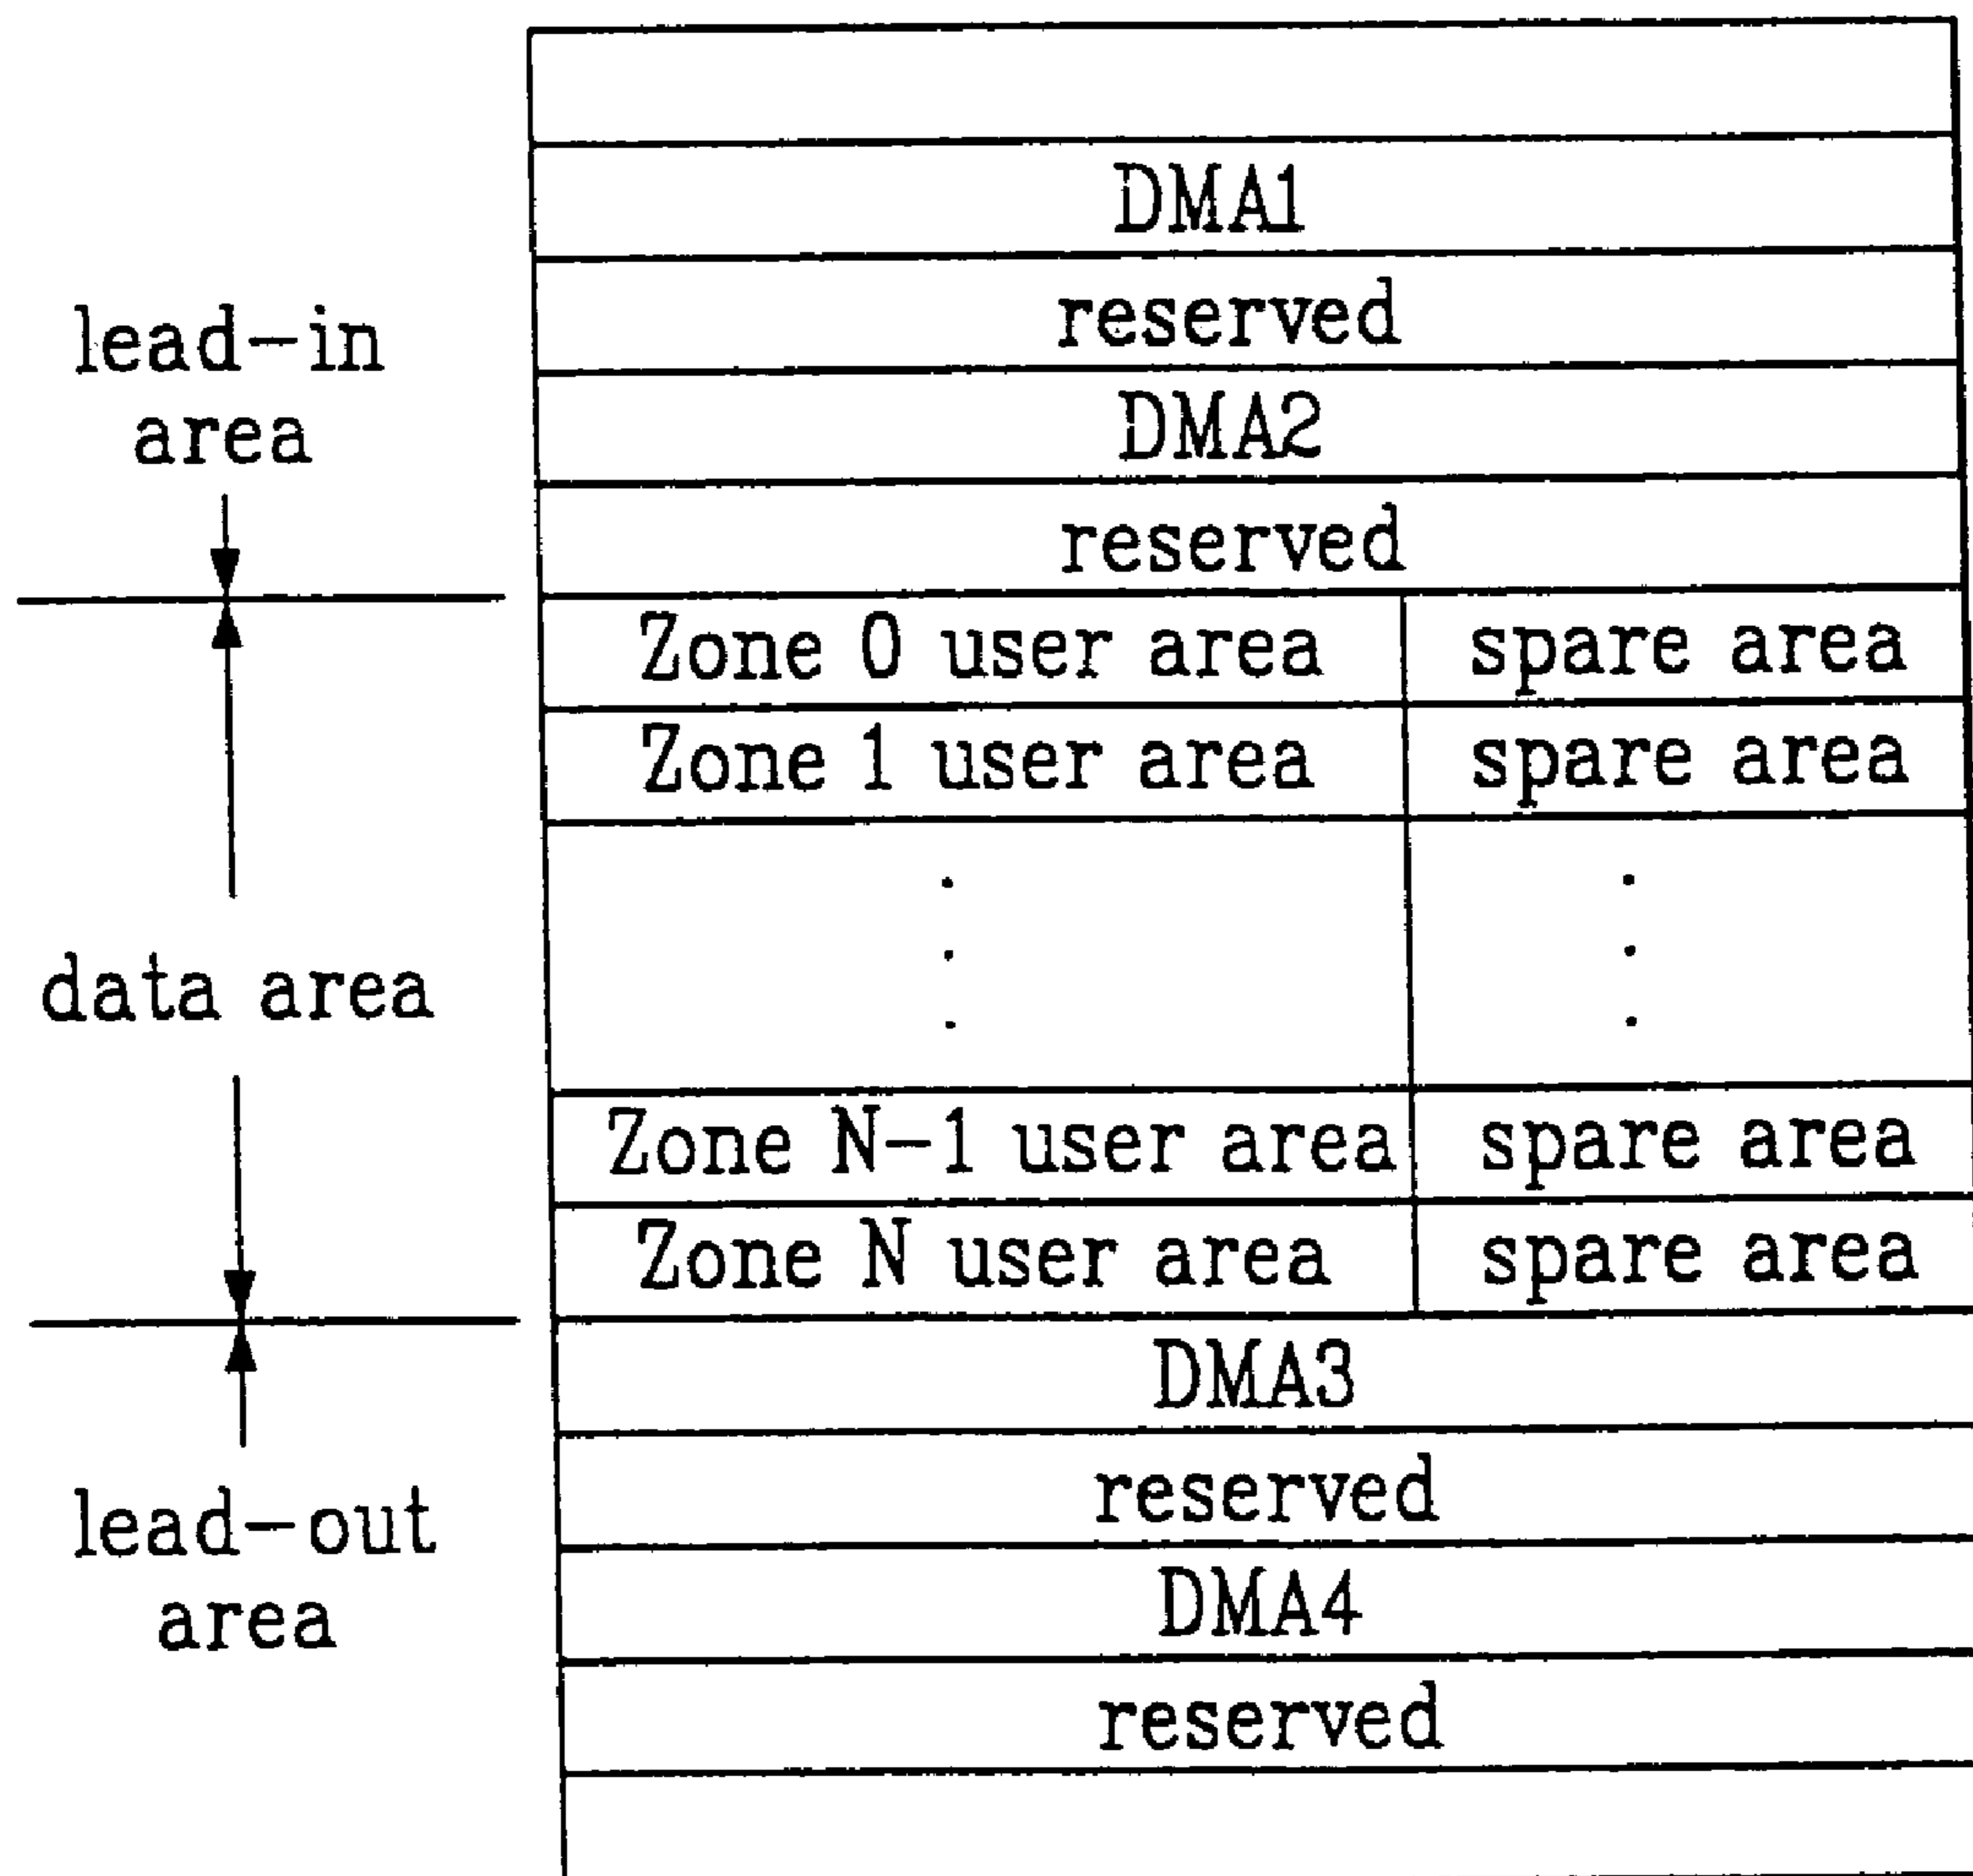 DMA1
reserved
lead-in
area
DMA2
reserved
Zone 0 user area spare area
Zone 1 user area spare area
data area
Zone N-1 user area spare area
Zone N user area spare area
DMA3
reserved
lead-out
area
DMA4
reserved